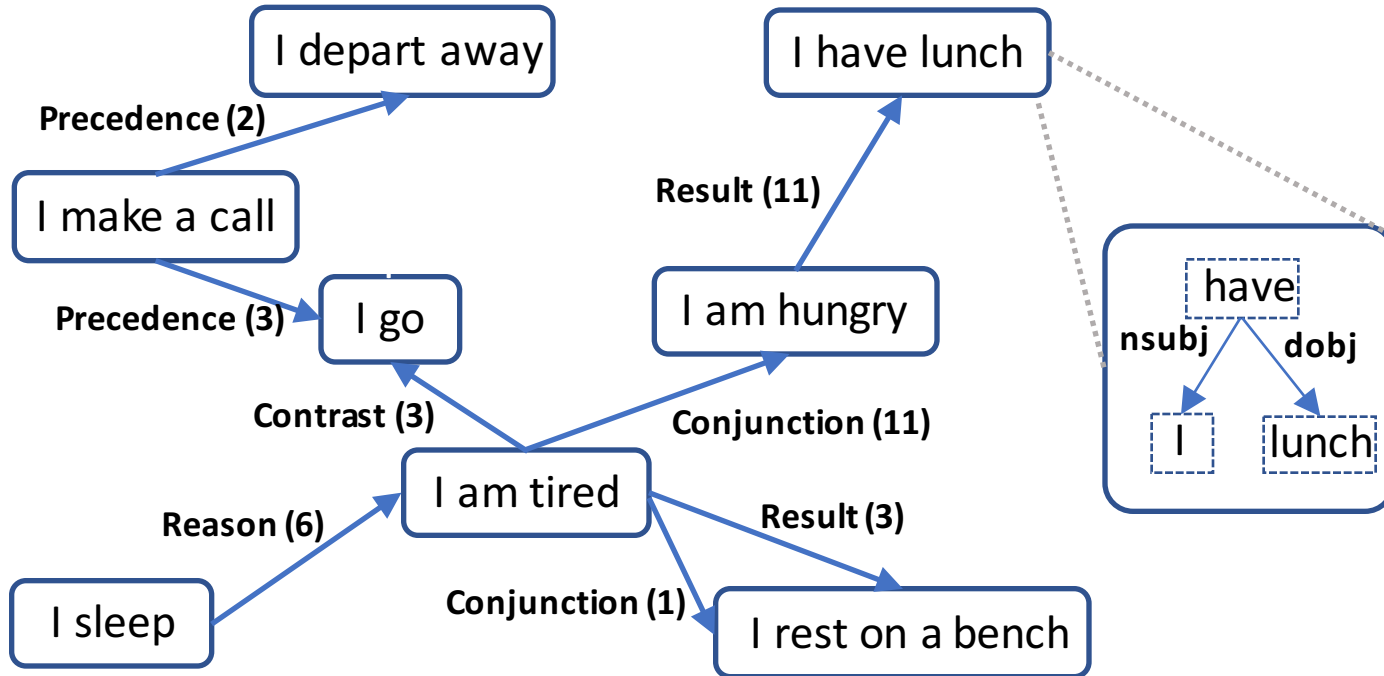 I depart away
I have lunch
Precedence (2)
Result (11)
I make a call
have
nsubj
dobj
I
lunch
Precedence (3)
I go
I am hungry
Contrast (3)
Conjunction (11)
I am tired
Reason (6)
Result (3)
Conjunction (1)
I sleep
I rest on a bench